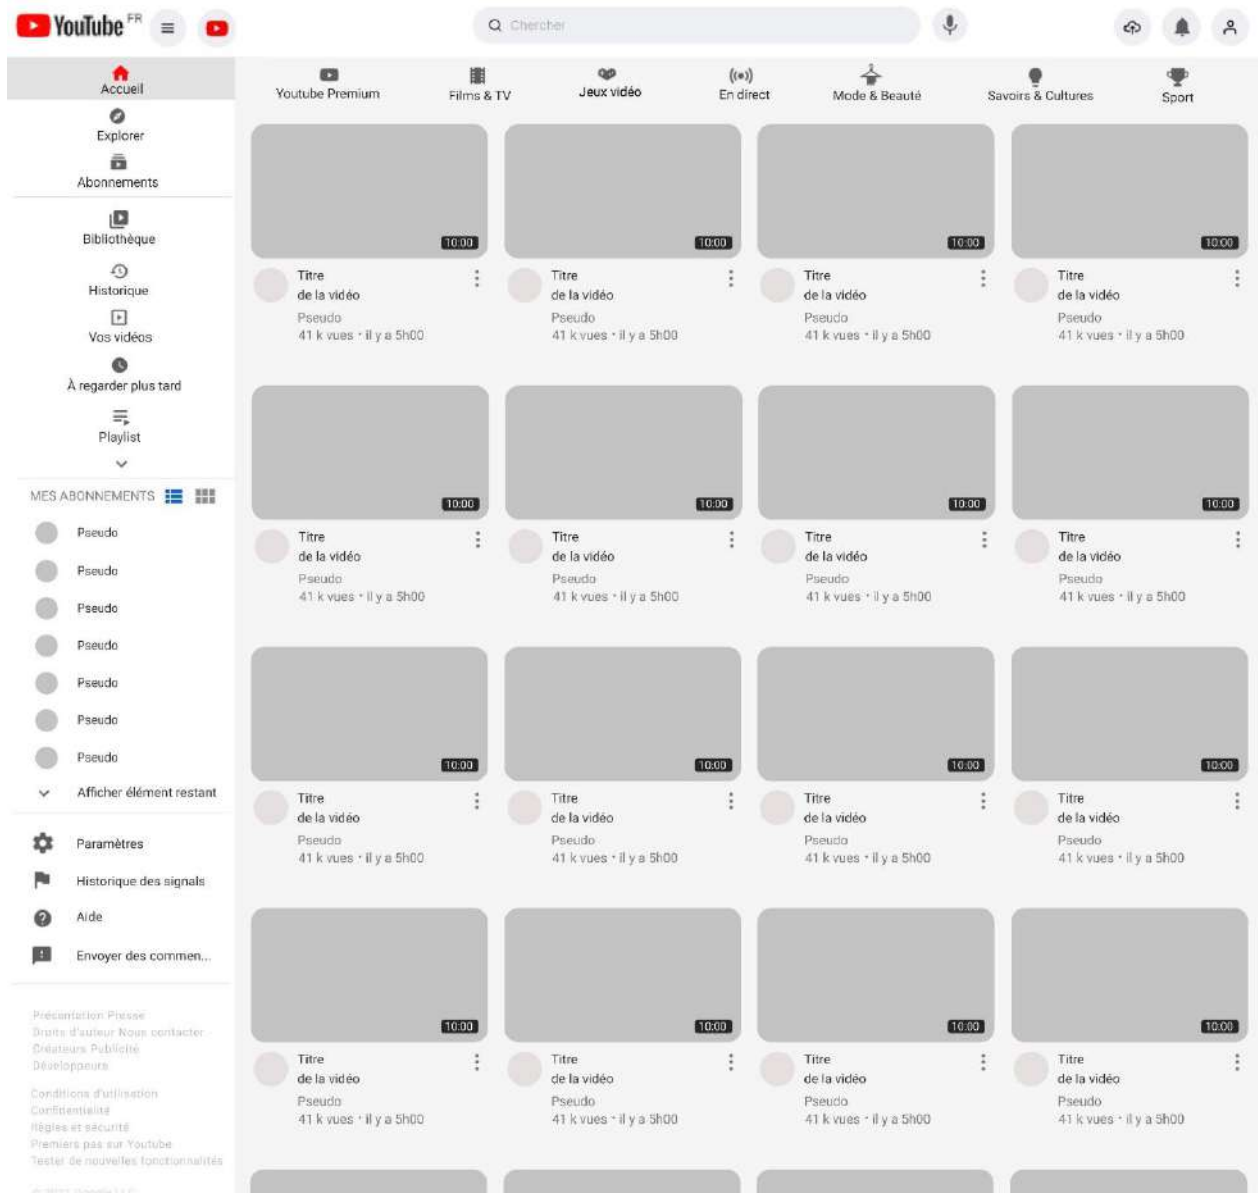 YouTube FR
Chercher
Accueil
Explorer
Abonnements
Bibliothèque
Historique
Vos vidéos
À regarder plus tard
Playlist
MES ABONNEMENTS
Pseudo
Pseudo
Pseudo
Pseudo
Pseudo
Pseudo
Pseudo
Afficher élément restant
Paramètres
Historique des signals
Aide
Envoyer des commen...
Présentation Presse
Droits d'auteur Nous contacter
Créateurs Publicité
Développeurs
Conditions d'utilisation
Confidentialité
Règles et sécurité
Premiers pas sur Youtube
Tester de nouvelles fonctionnalités
Youtube Premium
Films & TV
Jeux vidéo
En direct
Mode & Beauté
Savoirs & Cultures
Sport
10:00 10:00 10:00 10:00
Titre Titre Titre Titre
de la vidéo de la vidéo de la vidéo de la vidéo
Pseudo Pseudo Pseudo Pseudo
41 k vues • il y a 5h00 41 k vues • il y a 5h00 41 k vues • il y a 5h00 41 k vues • il y a 5h00
10:00 10:00 10:00 10:00
Titre Titre Titre Titre
de la vidéo de la vidéo de la vidéo de la vidéo
Pseudo Pseudo Pseudo Pseudo
41 k vues • il y a 5h00 41 k vues • il y a 5h00 41 k vues • il y a 5h00 41 k vues • il y a 5h00
10:00 10:00 10:00 10:00
Titre Titre Titre Titre
de la vidéo de la vidéo de la vidéo de la vidéo
Pseudo Pseudo Pseudo Pseudo
41 k vues • il y a 5h00 41 k vues • il y a 5h00 41 k vues • il y a 5h00 41 k vues • il y a 5h00
10:00 10:00 10:00 10:00
Titre Titre Titre Titre
de la vidéo de la vidéo de la vidéo de la vidéo
Pseudo Pseudo Pseudo Pseudo
41 k vues • il y a 5h00 41 k vues • il y a 5h00 41 k vues • il y a 5h00 41 k vues • il y a 5h00